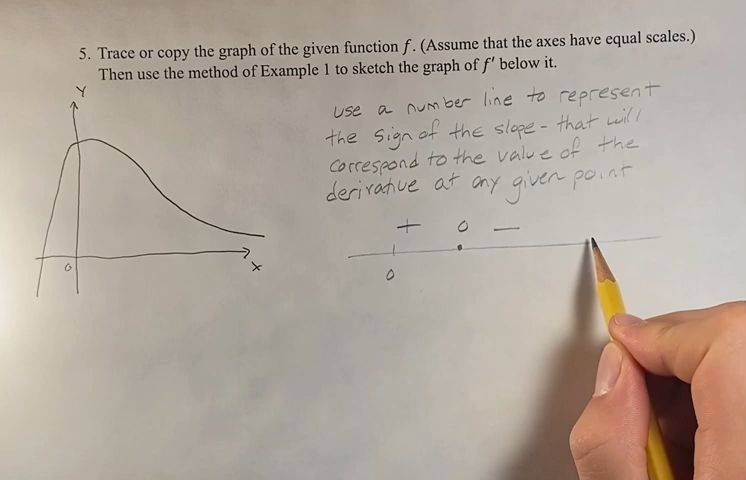 5. Trace or copy the graph of the given function f. (Assume that the axes have equal scales.)
Then use the method of Example 1 to sketch the graph of f′ below it.
Y
0
X
use a number line to represent
the sign of the slope - that will
correspond to the value of the
derivative at any given point
+ 0 –
0